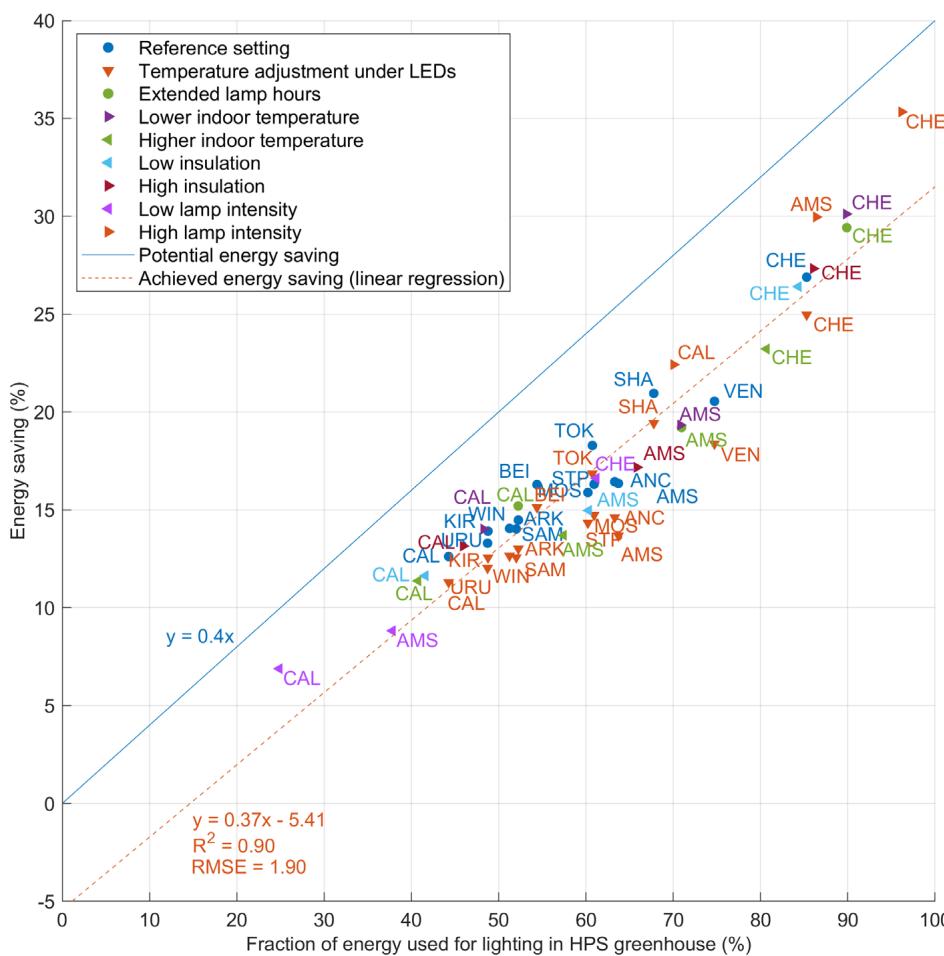 40
35
30
25
20
15
10
5
0
-5
Energy saving (%)
Reference setting
Temperature adjustment under LEDs
Extended lamp hours
Lower indoor temperature
Higher indoor temperature
Low insulation
High insulation
Low lamp intensity
High lamp intensity
Potential energy saving
Achieved energy saving (linear regression)
CHE
AMS
CHE
CHE
CHE
CHE
CHE
CHE
CAL
CHE
SHA
VEN
SHA
AMS
TOK
AMS
VEN
AMS
TOK
CHE
BEI
STP
ANC
CAL
CAL
BEI
MOS
AMS
AMS
WIN
KIR
ARK
ANC
MOS
CAL
URU
SAM
STP
CAL
KIR
ARK
AMS
AMS
CAL
WIN
SAM
CAL
URU
CAL
y = 0.4x
AMS
CAL
y = 0.37x - 5.41
R² = 0.90
RMSE = 1.90
0 10 20 30 40 50 60 70 80 90 100
Fraction of energy used for lighting in HPS greenhouse (%)